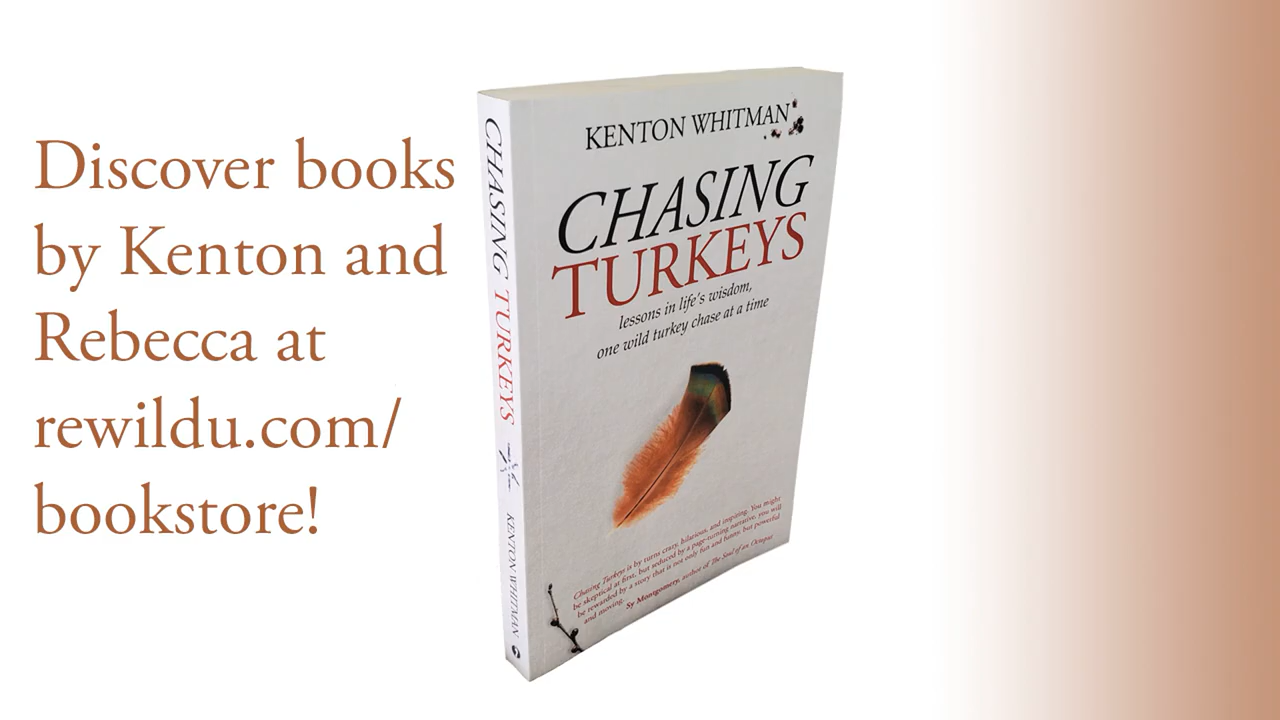 Discover books
by Kenton and
Rebecca at
rewildu.com/
bookstore!
CHASING TURKEYS
KENTON WHITMAN
KENTON WHITMAN
CHASING
TURKEYS
lessons in life's wisdom,
one wild turkey chase at a time
Chasing Turkeys is by turns crazy, hilarious, and inspiring. You might
be skeptical at first, but seduced by a page-turning narrative, you will
be rewarded by a story that is not only fun and funny, but powerful
and moving.
Sy Montgomery, author of The Soul of an Octopus